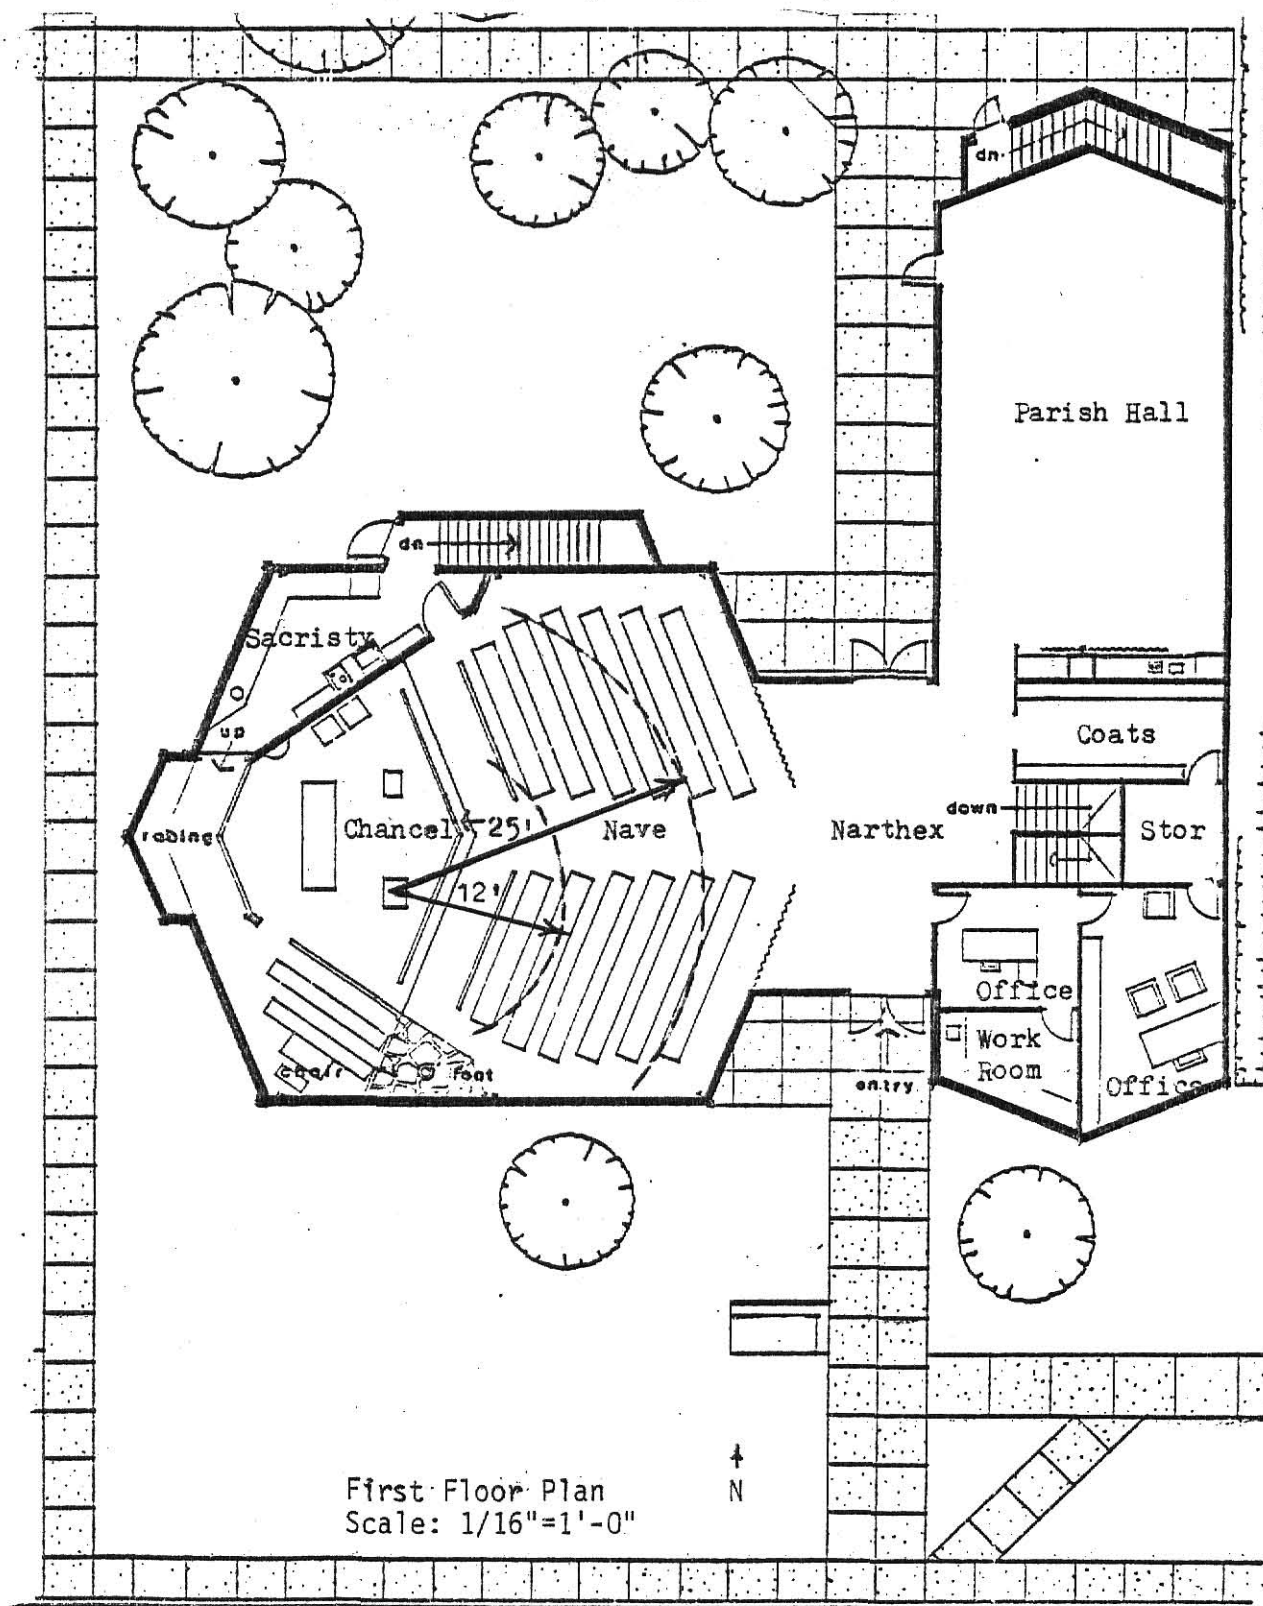 dn
Parish Hall
dn
Sacristy
up
Coats
down
robing
Chancel
25'
Nave
Narthex
Stor
12'
Office
Work
Room
choir
font
entry
Office
N
First Floor Plan
Scale: 1/16"=1'-0"